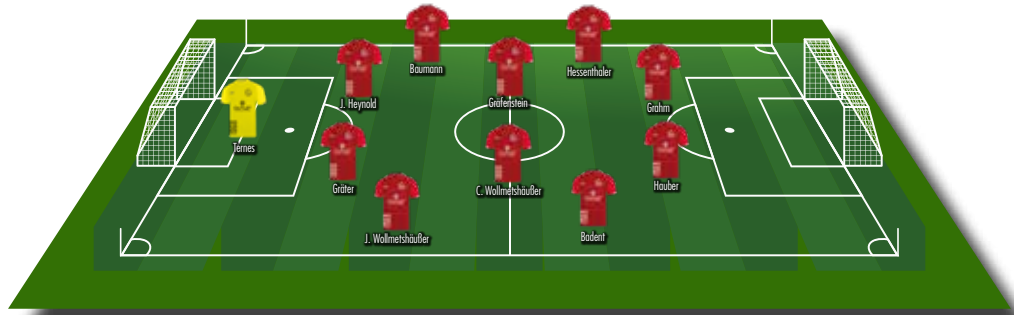 Baumann
Hessenthaler
J. Heynold
Gräfenstein
Grahm
Ternes
Gräter
C. Wollmetshäußer
Hauber
J. Wollmetshäußer
Badent